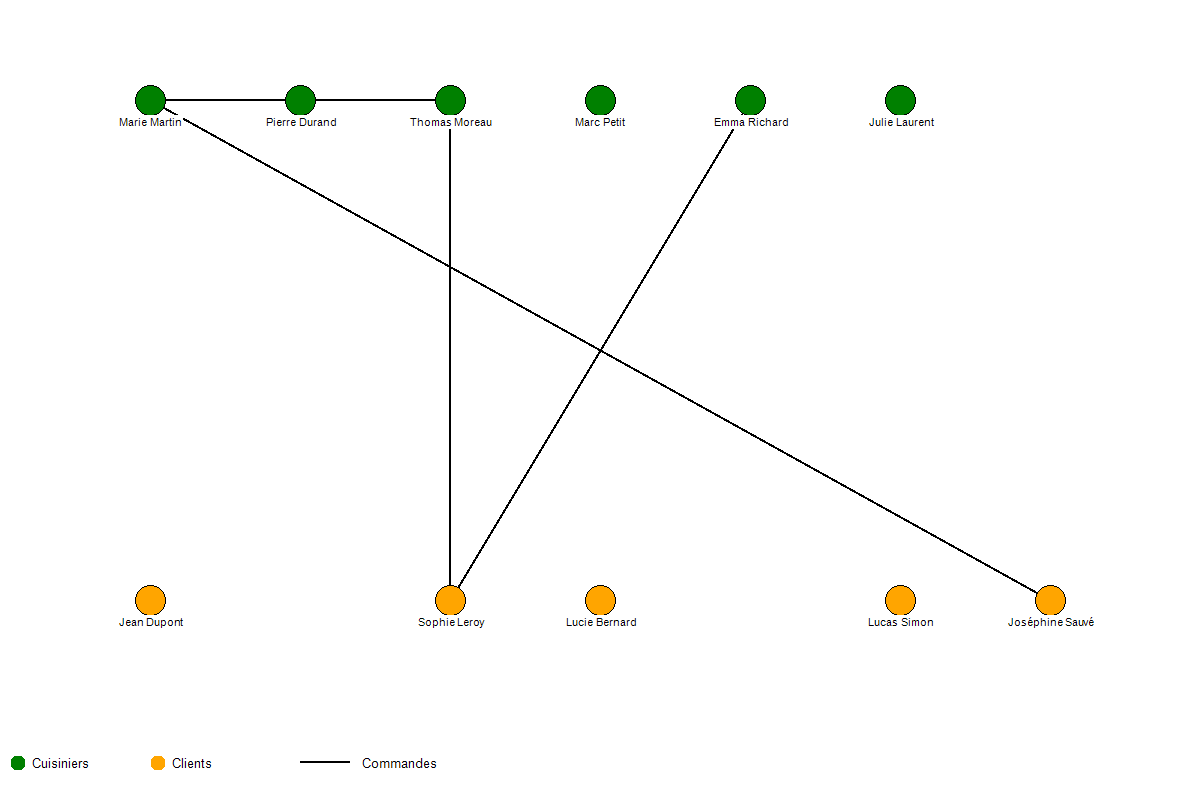 Marie Martin
Pierre Durand
Thomas Moreau
Marc Petit
Emma Richard
Julie Laurent
Jean Dupont
Sophie Leroy
Lucie Bernard
Lucas Simon
Joséphine Sauvé
Cuisiniers
Clients
Commandes